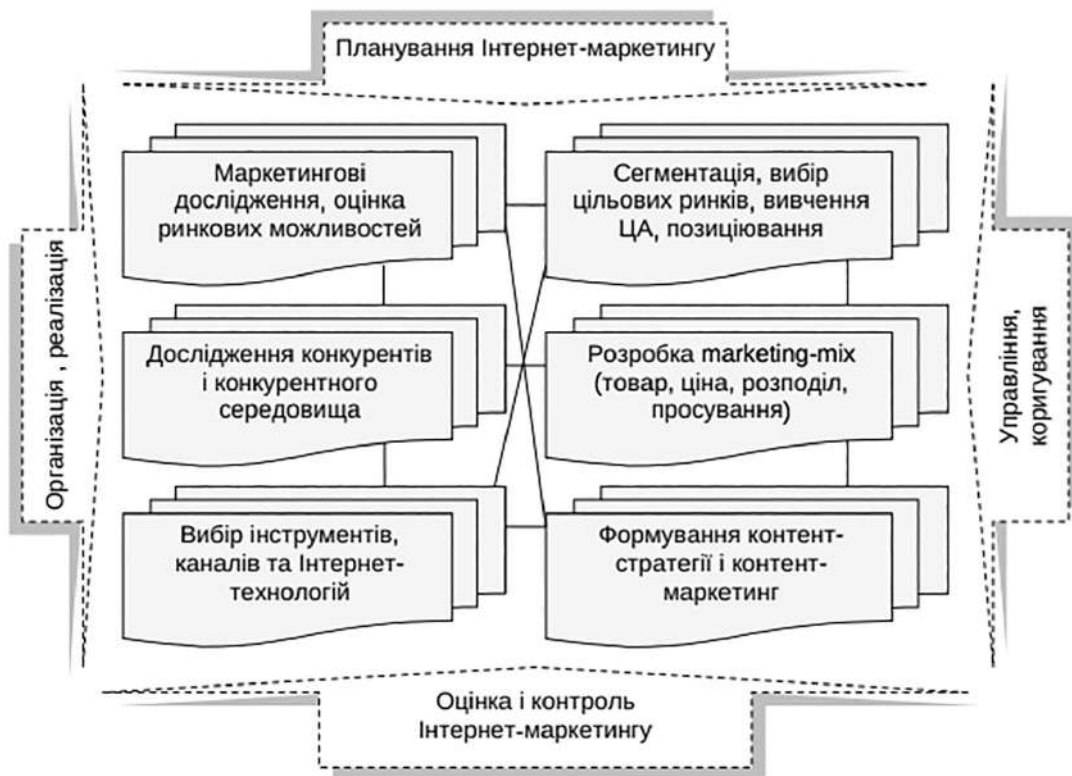 Планування Інтернет-маркетингу
Маркетингові
дослідження, оцінка
ринкових можливостей
Сегментація, вибір
цільових ринків, вивчення
ЦА, позиціювання
Організація , реалізація
Дослідження конкурентів
і конкурентного
середовища
Розробка marketing-mix
(товар, ціна, розподіл,
просування)
Управління,
коригування
Вибір інструментів,
каналів та Інтернет-
технологій
Формування контент-
стратегії і контент-
маркетинг
Оцінка і контроль
Інтернет-маркетингу